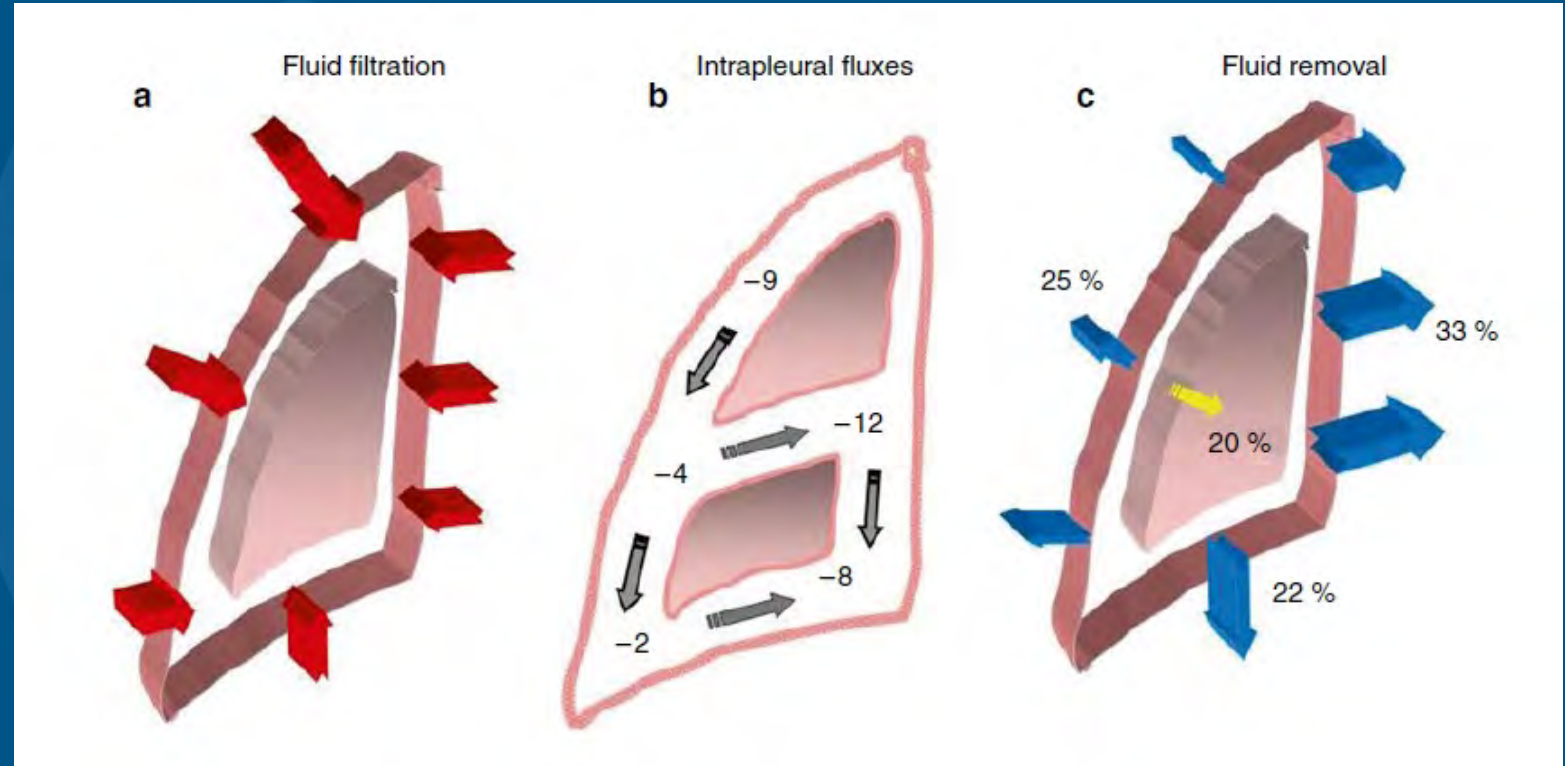 Fluid filtration
a
Intrapleural fluxes
b
−9
−12
−4
−8
−2
Fluid removal
c
25 %
33 %
20 %
22 %